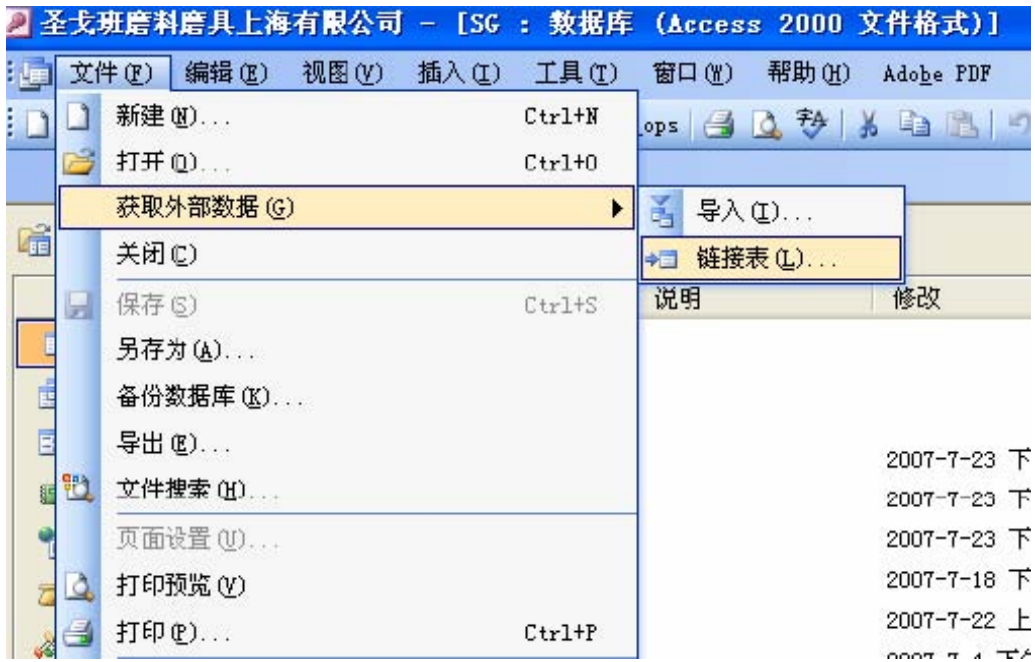 圣戈班磨料磨具上海有限公司 - [SG : 数据库 (Access 2000 文件格式)]
文件(F) 编辑(E) 视图(V) 插入(I) 工具(T) 窗口(W) 帮助(H) Adobe PDF
新建(N)... Ctrl+N
ops
打开(O)... Ctrl+O
获取外部数据(G)
导入(I)...
关闭(C)
链接表(L)...
说明 修改
保存(S) Ctrl+S
另存为(A)...
备份数据库(K)...
导出(E)...
2007-7-23 下
文件搜索(H)...
2007-7-23 下
页面设置(U)...
2007-7-23 下
打印预览(V)
2007-7-18 下
2007-7-22 上
打印(P)... Ctrl+P